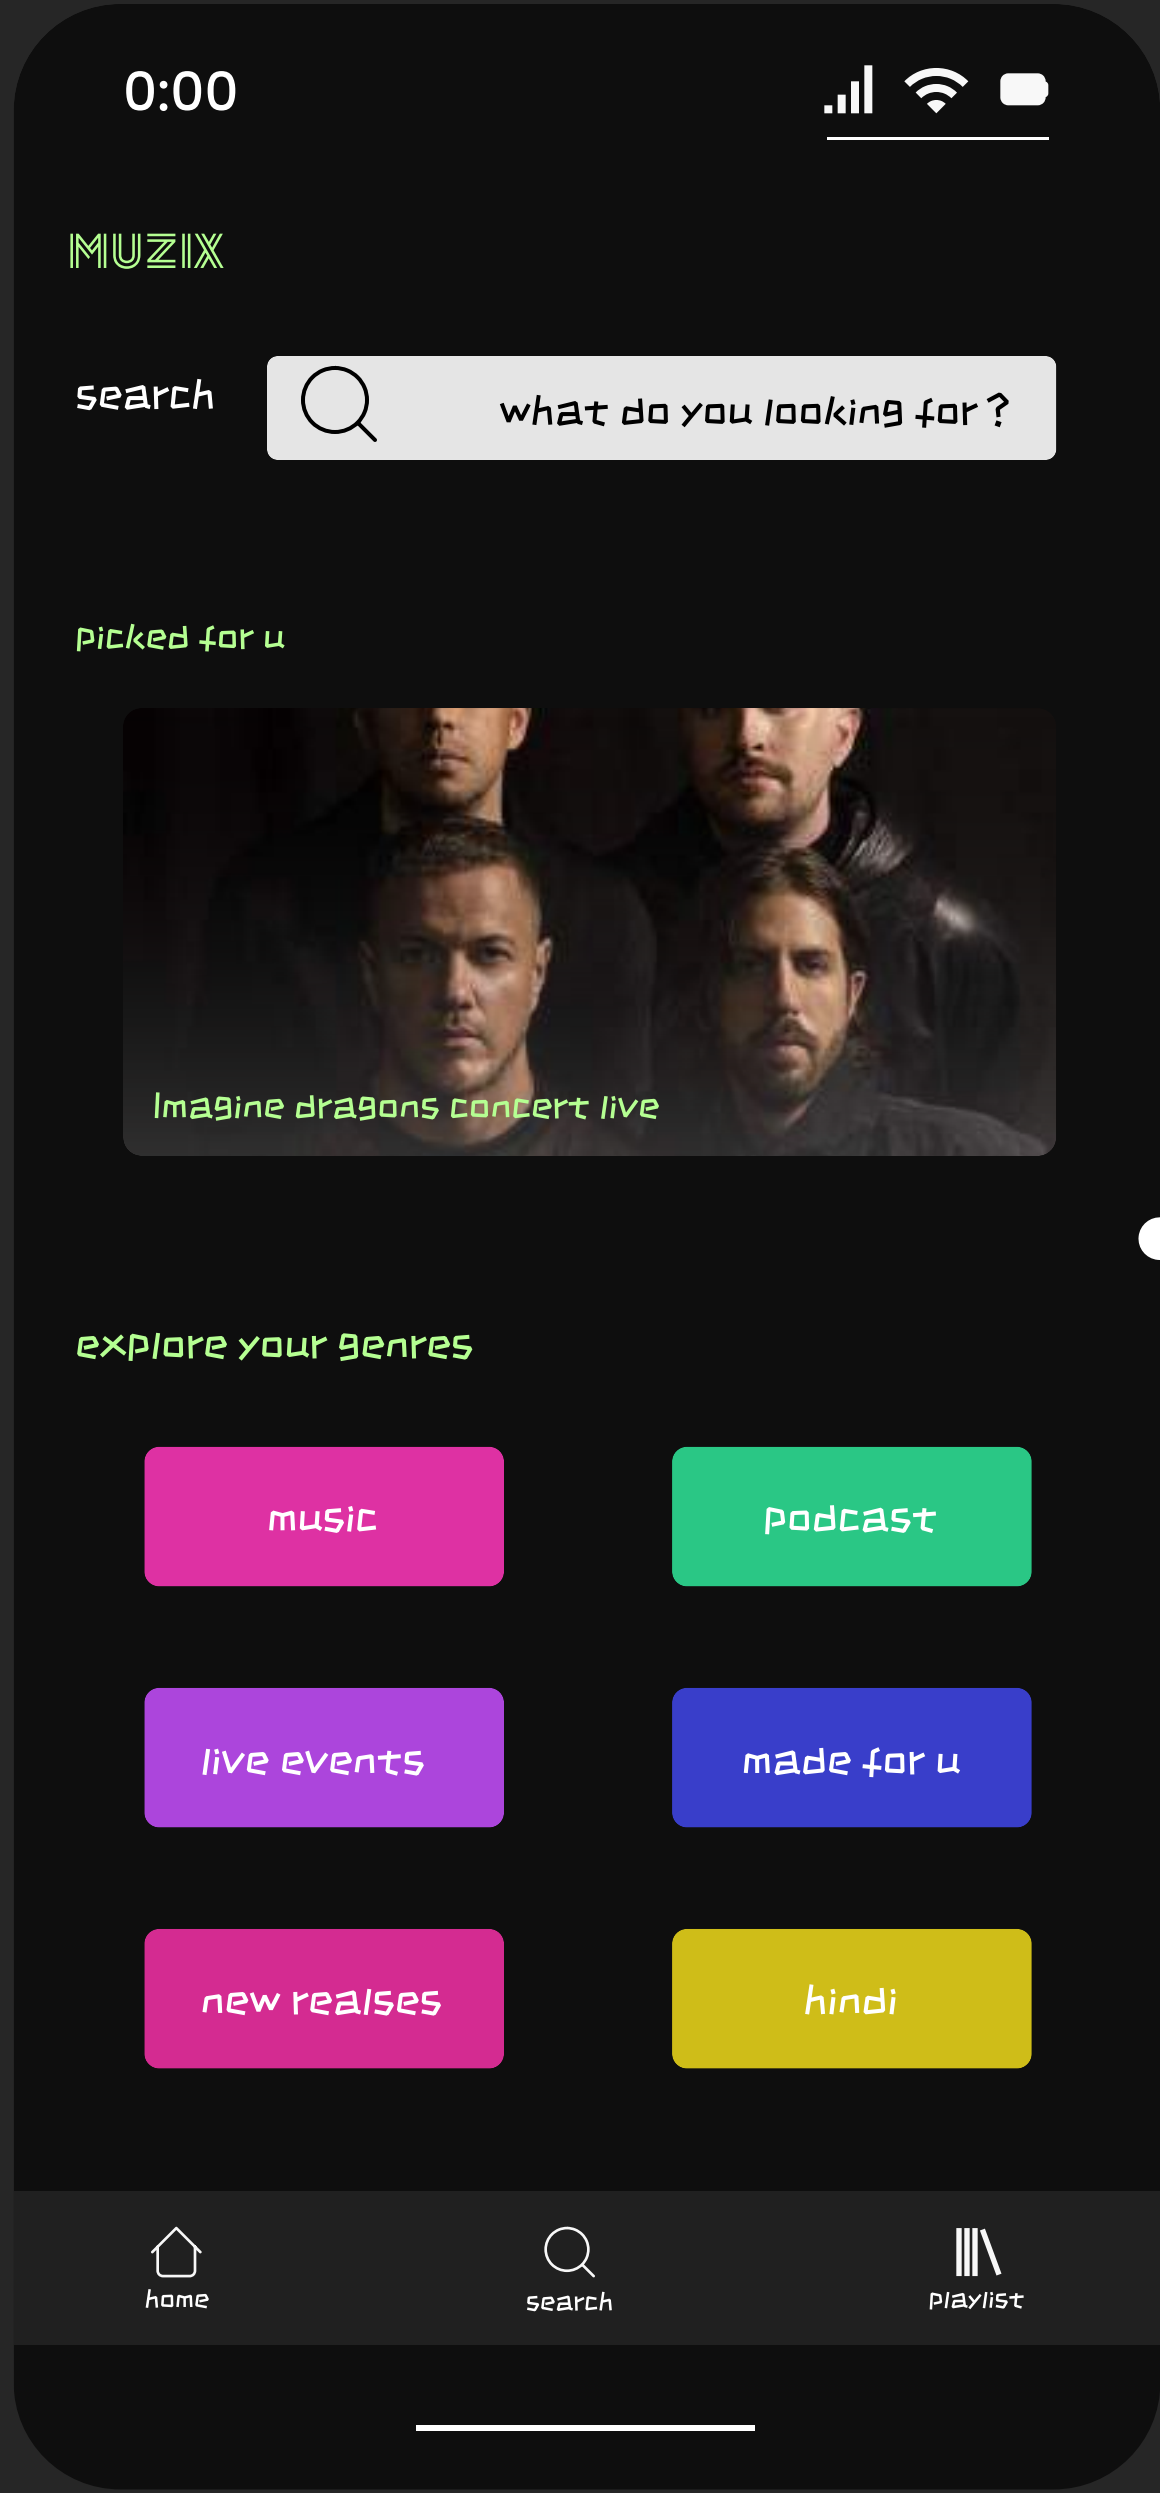 0:00
MUZIX
search
what do you looking for?
picked for u
Imagine dragons concert live
explore your genres
music
podcast
live events
made for u
new realses
hindi
home
search
playlist